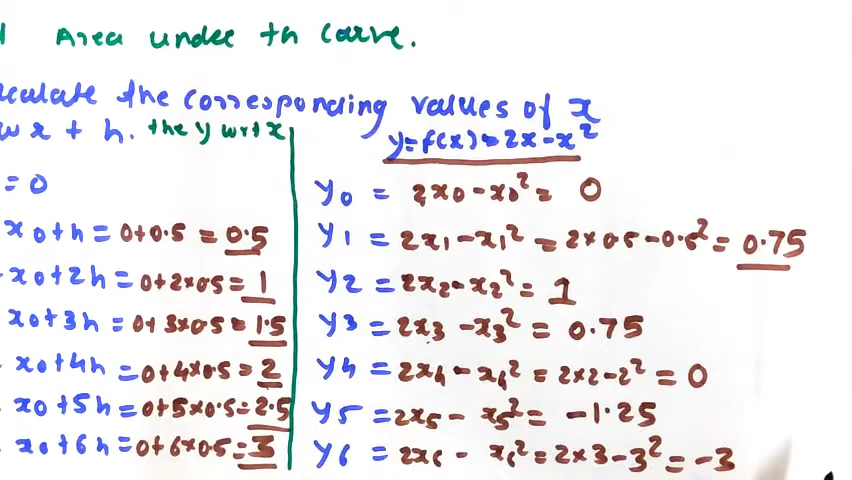 Area under th carve.
the corresponding values of x
x + h. the y wrt x
y=f(x)=2x-x²
= 0
y0 = 2x0-x0²= 0
x0+h = 0+0.5 = 0.5
y1 = 2x1-x1² = 2×0.5-0.5²= 0.75
x0+2h = 0+2×0.5 = 1
y2 = 2x2-x2² = 1
x0+3h = 0+3×0.5 = 1.5
y3 = 2x3 -x3² = 0.75
x0+4h = 0+4×0.5 = 2
y4 = 2x4 - x4² = 2×2-2² = 0
x0+5h = 0+5×0.5 = 2.5
y5 = 2x5 - x5² = -1.25
x0+6h = 0+6×0.5 = 3
y6 = 2x6 - x6² = 2×3-3² = -3